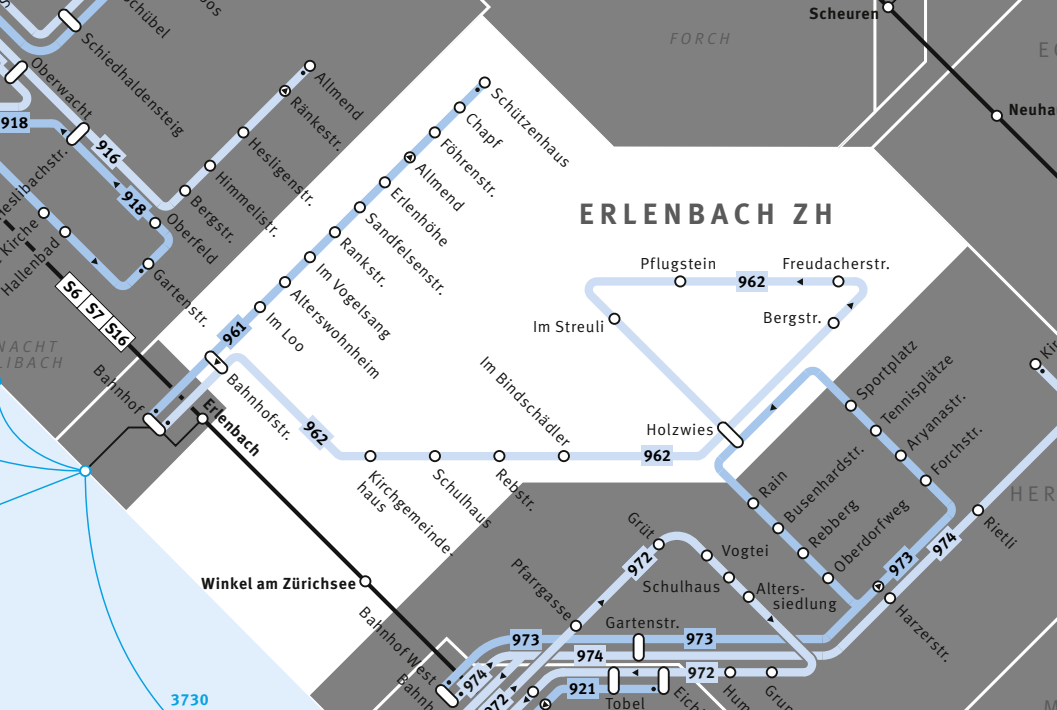 Scheuren
FORCH
Schiedhaldensteig
Oberwacht
Allmend
Ränkestr.
Hesligenstr.
Himmelistr.
Bergstr.
Oberfeld
Gartenstr.
918
916
918
Kirche
Hallenbad
S6
S7
S16
Schützenhaus
Chapf
Föhrenstr.
Allmend
Erlenhöhe
Sandfelsenstr.
Rankstr.
Im Vogelsang
Alterswohnheim
Im Loo
961
Bahnhofstr.
Bahnhof
Erlenbach
ERLENBACH ZH
Pflugstein
962
Freudacherstr.
Bergstr.
Im Streuli
Holzwies
Im Bindschädler
962
962
Kirchgemeinde-
haus
Schulhaus
Rebstr.
Sportplatz
Tennisplätze
Aryanastr.
Forchstr.
Rain
Busenhardstr.
Rebberg
Oberdorfweg
973
974
Rietli
Harzerstr.
Winkel am Zürichsee
Bahnhof West
Pfarrgasse
Grüt
972
Vogtei
Schulhaus
Alters-
siedlung
Gartenstr.
973
973
974
974
972
921
Tobel
3730